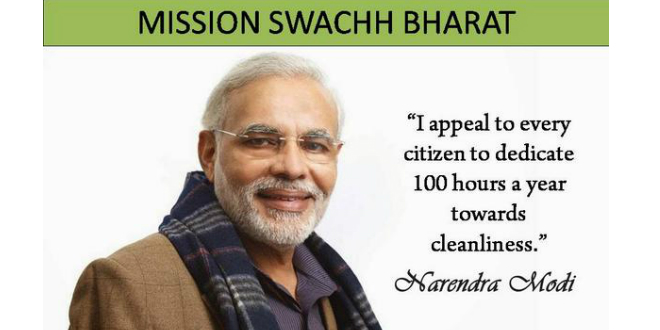 MISSION SWACHH BHARAT
“I appeal to every
citizen to dedicate
100 hours a year
towards
cleanliness.”
Narendra Modi